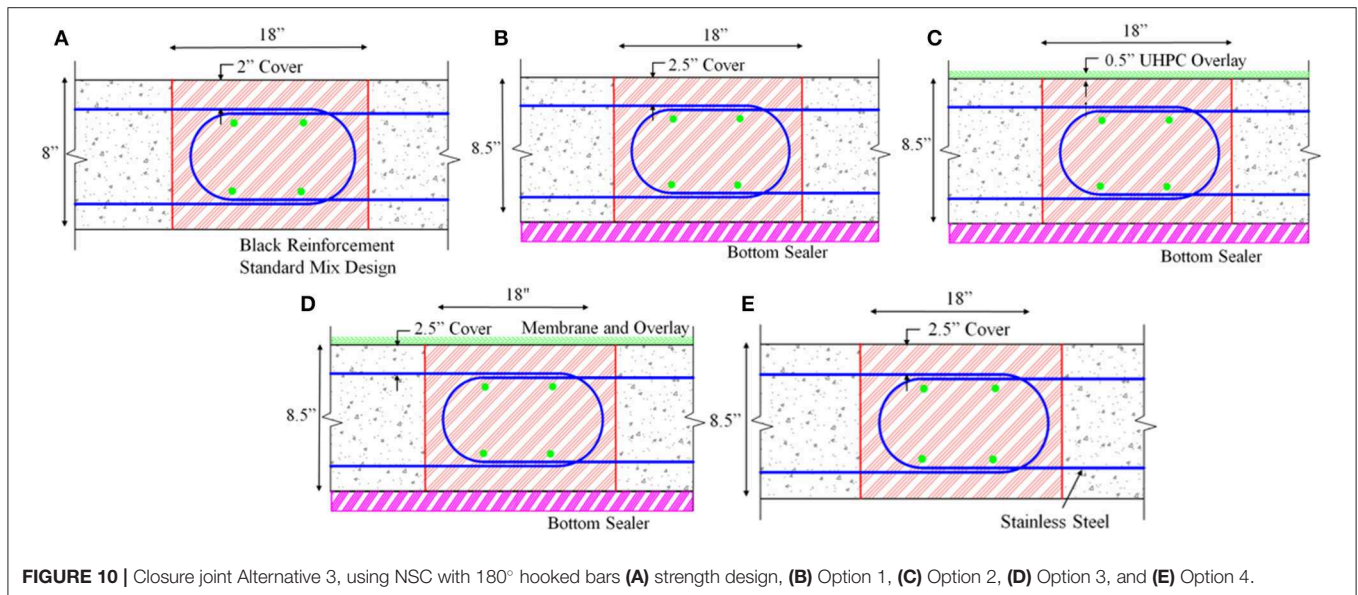 A
18”
2” Cover
8”
Black Reinforcement
Standard Mix Design
B
18”
2.5” Cover
8.5”
Bottom Sealer
C
18”
0.5” UHPC Overlay
8.5”
Bottom Sealer
D
18"
2.5” Cover
Membrane and Overlay
8.5”
Bottom Sealer
E
18”
2.5” Cover
8.5”
Stainless Steel
FIGURE 10 | Closure joint Alternative 3, using NSC with 180° hooked bars (A) strength design, (B) Option 1, (C) Option 2, (D) Option 3, and (E) Option 4.